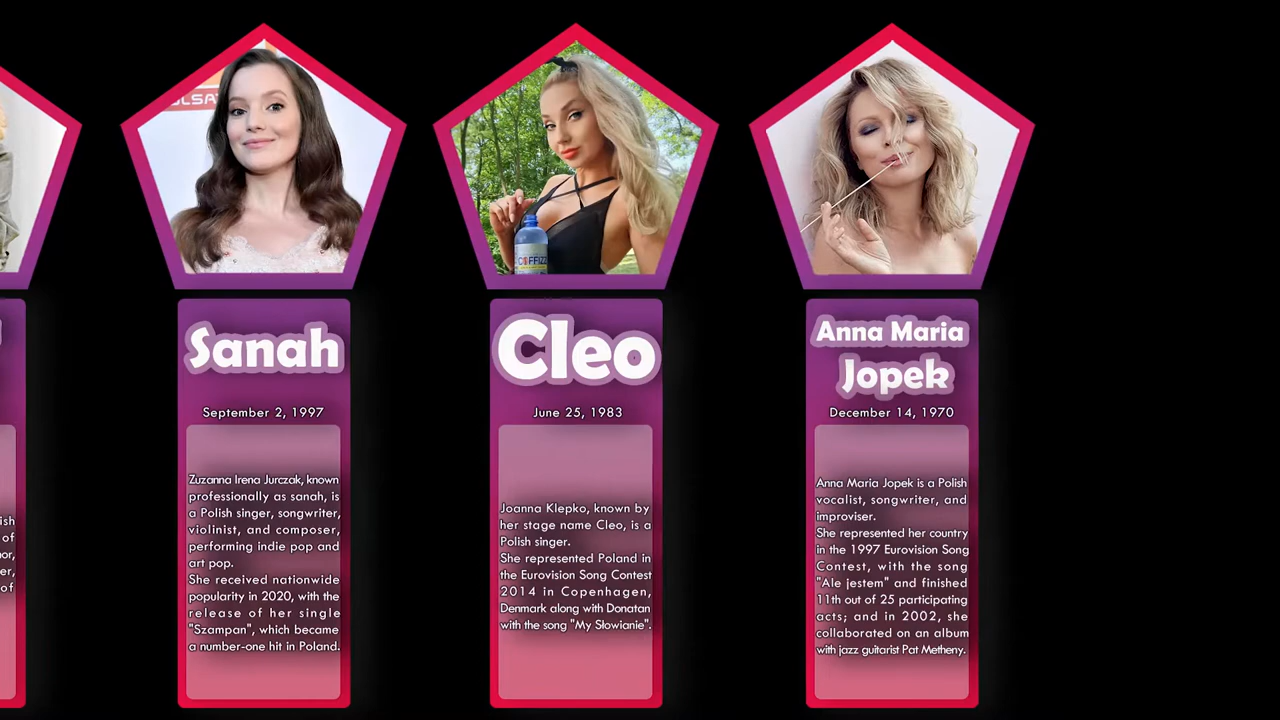 ish
of
or,
er,
of
LSA
Sanah
September 2, 1997
Zuzanna Irena Jurczak, known
professionally as sanah, is
a Polish singer, songwriter,
violinist, and composer,
performing indie pop and
art pop.
She received nationwide
popularity in 2020, with the
release of her single
"Szampan", which became
a number-one hit in Poland.
Cleo
June 25, 1983
Joanna Klepko, known by
her stage name Cleo, is a
Polish singer.
She represented Poland in
the Eurovision Song Contest
2014 in Copenhagen,
Denmark along with Donatan
with the song "My Słowianie".
Anna Maria
Jopek
December 14, 1970
Anna Maria Jopek is a Polish
vocalist, songwriter, and
improviser.
She represented her country
in the 1997 Eurovision Song
Contest, with the song
"Ale jestem" and finished
11th out of 25 participating
acts; and in 2002, she
collaborated on an album
with jazz guitarist Pat Metheny.